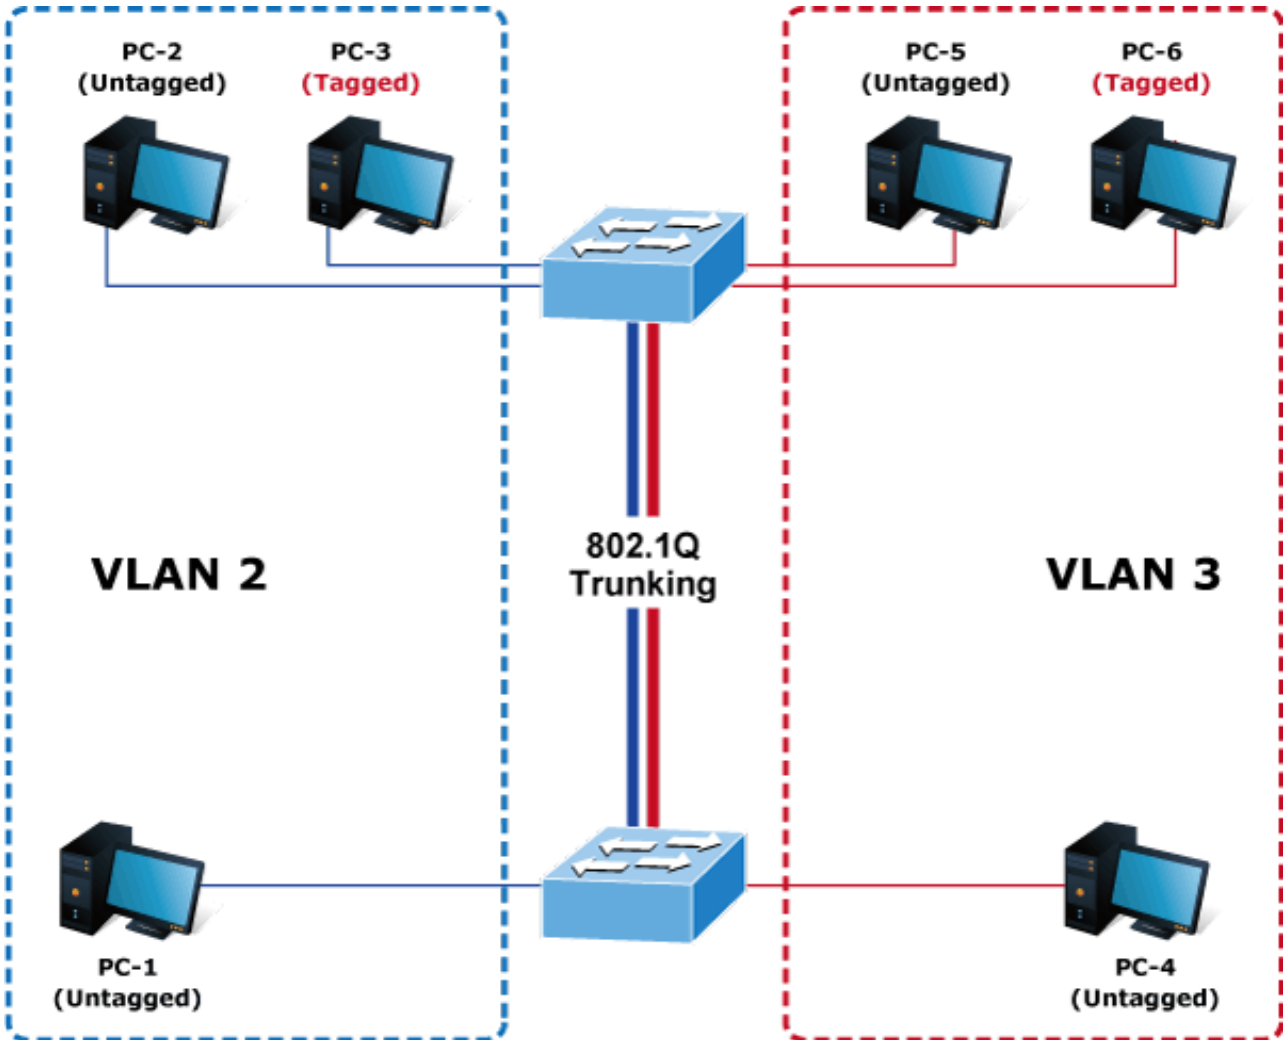 PC-2
(Untagged)
PC-3
(Tagged)
PC-5
(Untagged)
PC-6
(Tagged)
VLAN 2
802.1Q
Trunking
VLAN 3
PC-1
(Untagged)
PC-4
(Untagged)